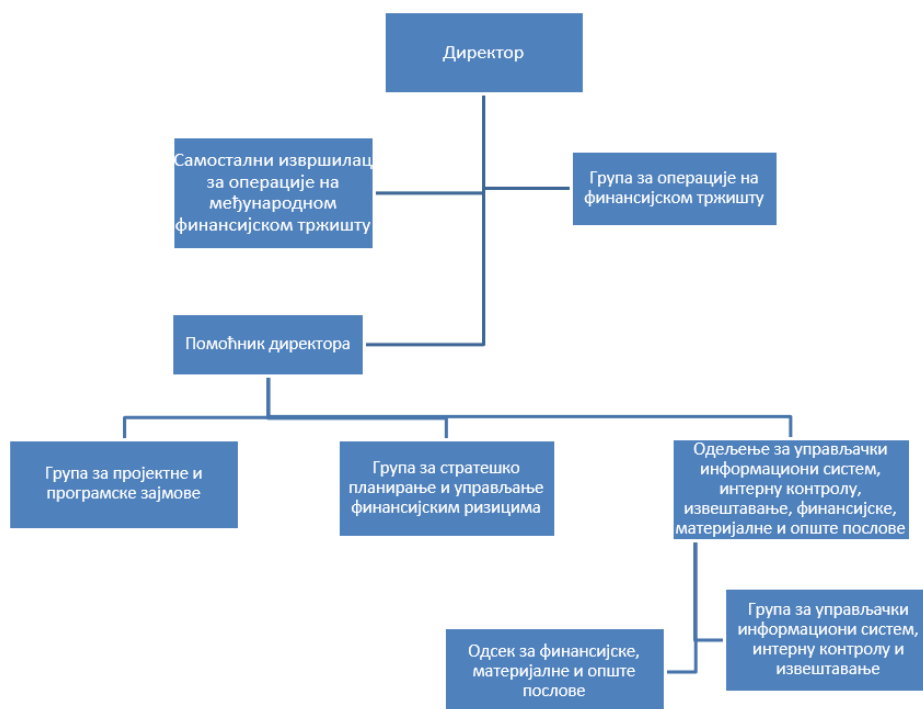 Директор
Самостални извршилац
за операције на
међународном
финансијском тржишту
Група за операције на
финансијском тржишту
Помоћник директора
Група за пројектне и
програмске зајмове
Група за стратешко
планирање и управљање
финансијским ризицима
Одељење за управљачки
информациони систем,
интерну контролу,
извештавање, финансијске,
материјалне и опште послове
Група за управљачки
информациони систем,
интерну контролу и
извештавање
Одсек за финансијске,
материјалне и опште
послове